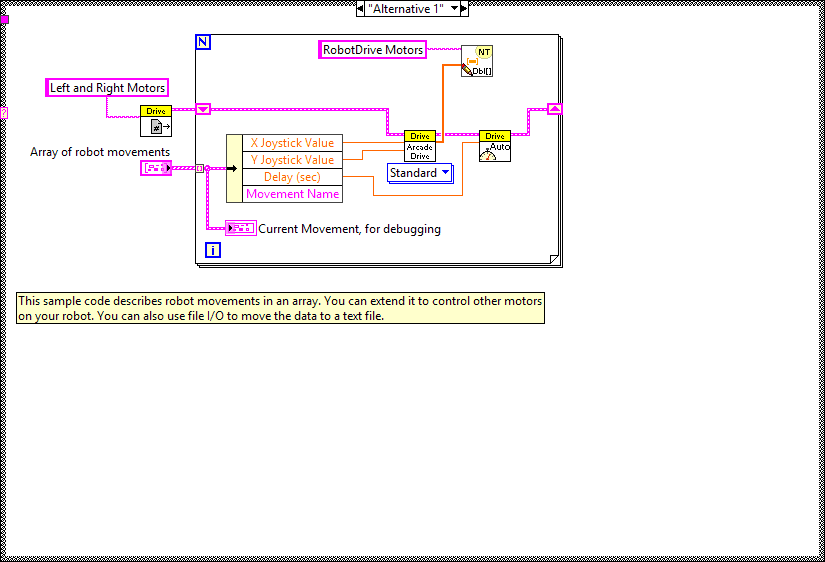 "Alternative 1"
N
RobotDrive Motors
NT
Dbl[]
Left and Right Motors
Drive
#
?
Drive
Arcade
Drive
Drive
Auto
Standard
Array of robot movements
X Joystick Value
Y Joystick Value
Delay (sec)
Movement Name
Current Movement, for debugging
i
This sample code describes robot movements in an array. You can extend it to control other motors
on your robot. You can also use file I/O to move the data to a text file.